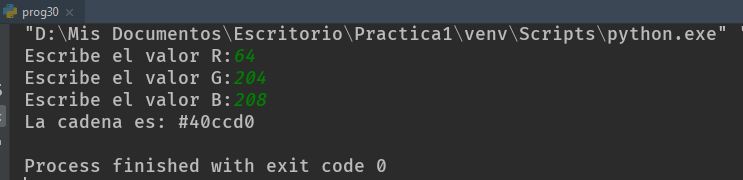 prog30 ×
"D:\Mis Documentos\Escritorio\Practica1\venv\Scripts\python.exe" "
Escribe el valor R:64
Escribe el valor G:204
Escribe el valor B:208
La cadena es: #40ccd0
Process finished with exit code 0